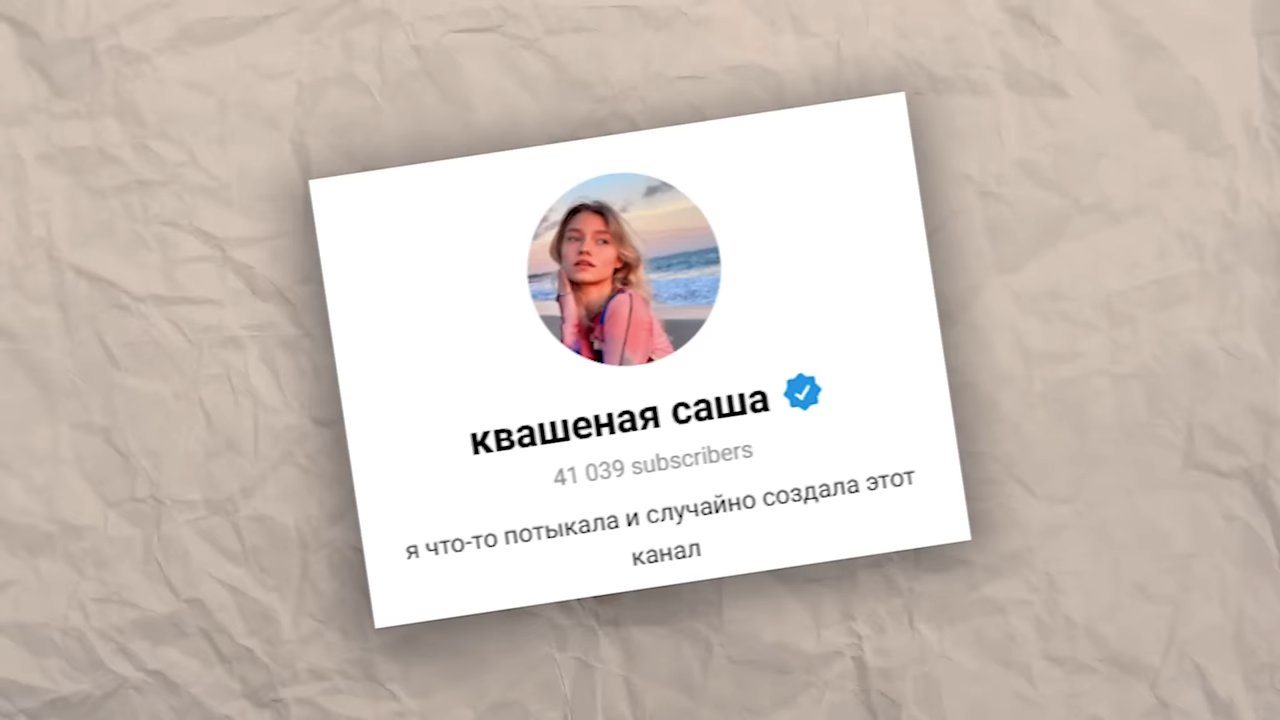 квашеная саша
41 039 subscribers
я что-то потыкала и случайно создала этот
канал